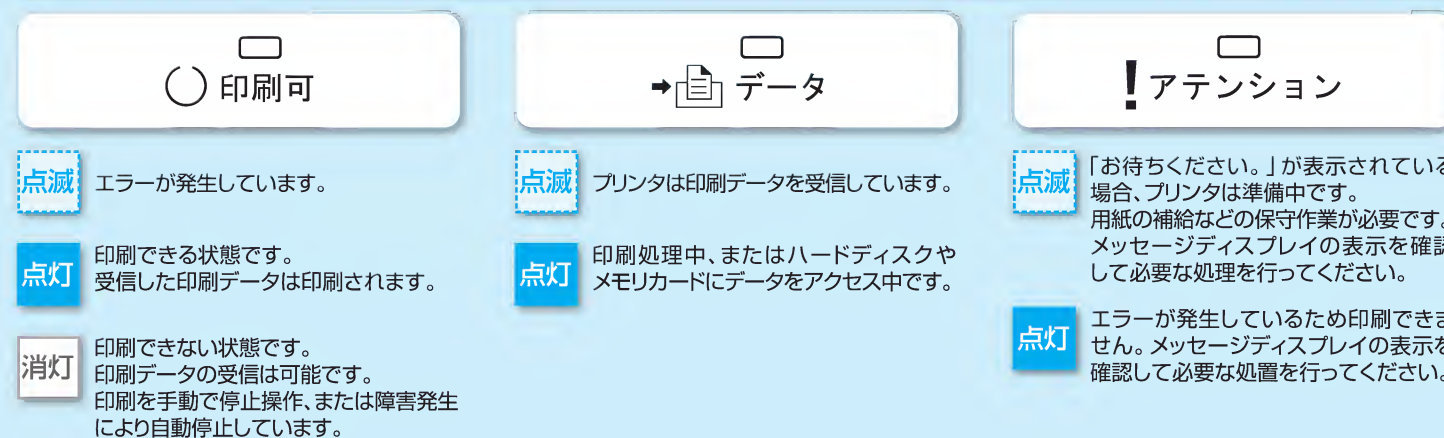 印刷可
点滅
エラーが発生しています。
点灯
印刷できる状態です。
受信した印刷データは印刷されます。
消灯
印刷できない状態です。
印刷データの受信は可能です。
印刷を手動で停止操作、または障害発生
により自動停止しています。
データ
点滅
プリンタは印刷データを受信しています。
点灯
印刷処理中、またはハードディスクや
メモリカードにデータをアクセス中です。
!アテンション
点滅
「お待ちください。」が表示されている
場合、プリンタは準備中です。
用紙の補給などの保守作業が必要です。
メッセージディスプレイの表示を確認
して必要な処理を行ってください。
点灯
エラーが発生しているため印刷できま
せん。メッセージディスプレイの表示を
確認して必要な処置を行ってください。